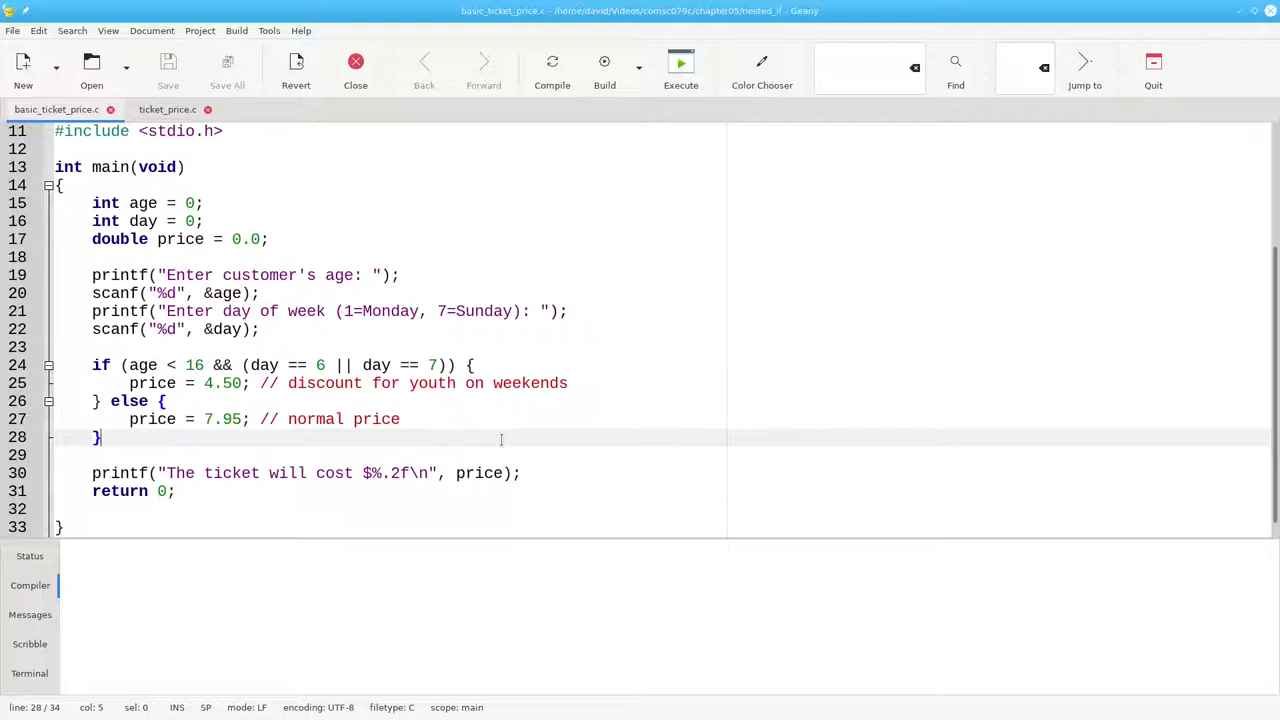 basic_ticket_price.c - /home/david/Videos/comsc079c/chapter05/nested_if - Geany
File Edit Search View Document Project Build Tools Help
New Open Save Save All Revert Close Back Forward Compile Build Execute Color Chooser Find Jump to Quit
basic_ticket_price.c ticket_price.c
11 #include <stdio.h>
12
13 int main(void)
14 {
15 int age = 0;
16 int day = 0;
17 double price = 0.0;
18
19 printf("Enter customer's age: ");
20 scanf("%d", &age);
21 printf("Enter day of week (1=Monday, 7=Sunday): ");
22 scanf("%d", &day);
23
24 if (age < 16 && (day == 6 || day == 7)) {
25 price = 4.50; // discount for youth on weekends
26 } else {
27 price = 7.95; // normal price
28 }
29
30 printf("The ticket will cost $%.2f\n", price);
31 return 0;
32
33 }
Status
Compiler
Messages
Scribble
Terminal
line: 28 / 34 col: 5 sel: 0 INS SP mode: LF encoding: UTF-8 filetype: C scope: main